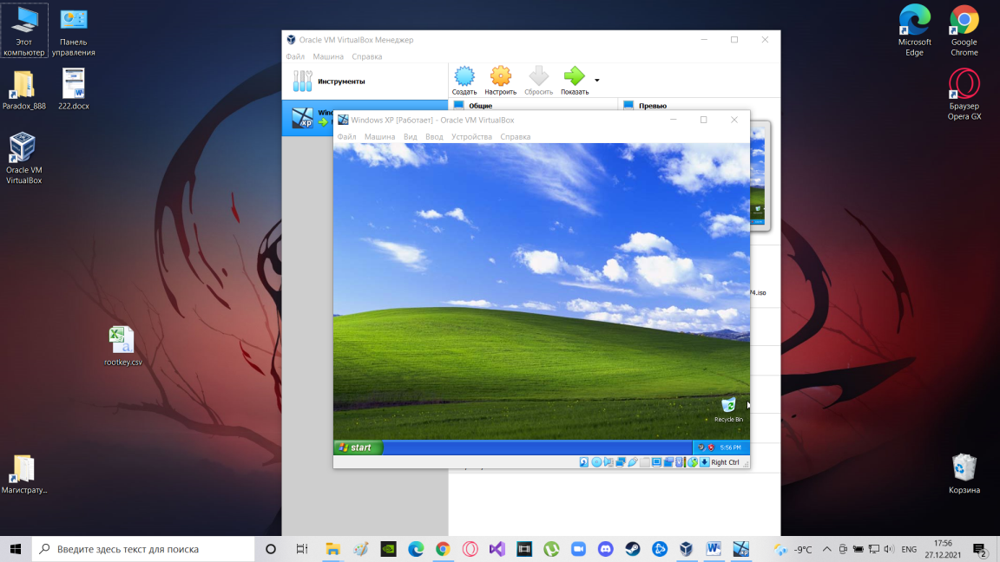 Этот
компьютер
Панель
управления
Paradox_888
222.docx
Oracle VM
VirtualBox
rootkey.csv
Магистрату...
Microsoft
Edge
Google
Chrome
Браузер
Opera GX
Корзина
Oracle VM VirtualBox Менеджер
Файл Машина Справка
Инструменты
Создать Настроить Сбросить Показать
Общие
Превью
Windows XP [Работает] - Oracle VM VirtualBox
Файл Машина Вид Ввод Устройства Справка
74.iso
Recycle Bin
start
5:56 PM
Right Ctrl
Введите здесь текст для поиска
-9°C
ENG
17:56
27.12.2021
2